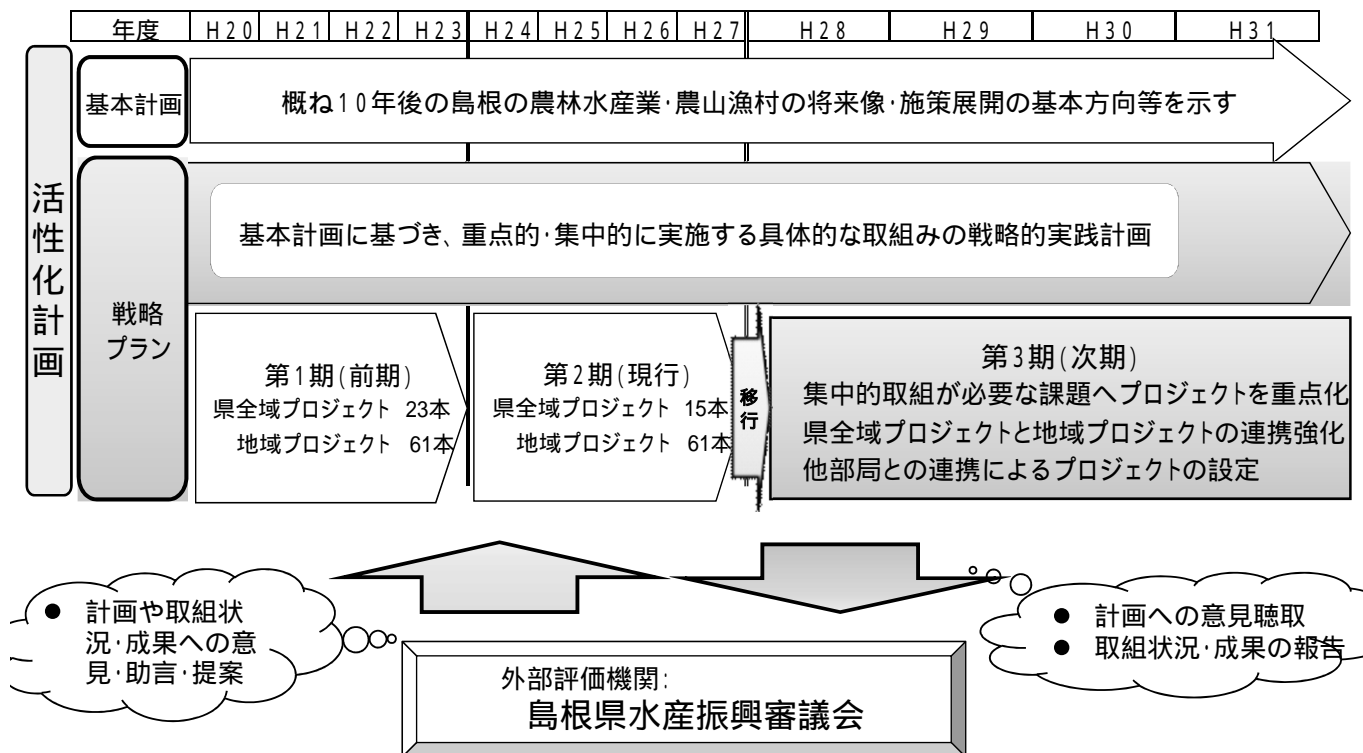 年度 H20 H21 H22 H23 H24 H25 H26 H27 H28 H29 H30 H31
活性化計画
基本計画
概ね10年後の島根の農林水産業・農山漁村の将来像・施策展開の基本方向等を示す
戦略
プラン
基本計画に基づき、重点的・集中的に実施する具体的な取組みの戦略的実践計画
第1期(前期)
県全域プロジェクト 23本
地域プロジェクト 61本
第2期(現行)
県全域プロジェクト 15本
地域プロジェクト 61本
移行
第3期(次期)
集中的取組が必要な課題へプロジェクトを重点化
県全域プロジェクトと地域プロジェクトの連携強化
他部局との連携によるプロジェクトの設定
● 計画や取組状
況・成果への意
見・助言・提案
● 計画への意見聴取
● 取組状況・成果の報告
外部評価機関:
島根県水産振興審議会